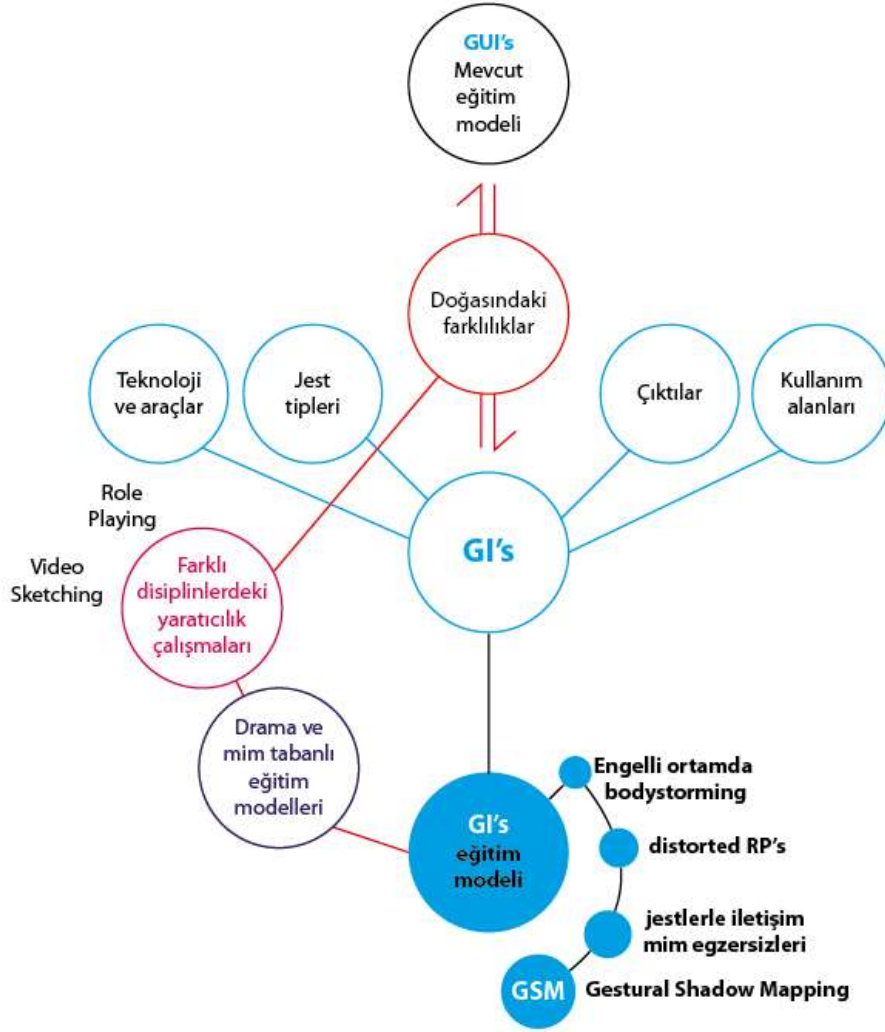 GUI's
Mevcut
eğitim
modeli
Doğasındaki
farklılıklar
Teknoloji
ve araçlar
Jest
tipleri
Çıktılar
Kullanım
alanları
Role
Playing
GI's
Video
Sketching
Farklı
disiplinlerdeki
yaratıcılık
çalışmaları
Drama ve
mim tabanlı
eğitim
modelleri
Engelli ortamda
bodystorming
GI's
eğitim
modeli
distorted RP's
jestlerle iletişim
mim egzersizleri
GSM
Gestural Shadow Mapping